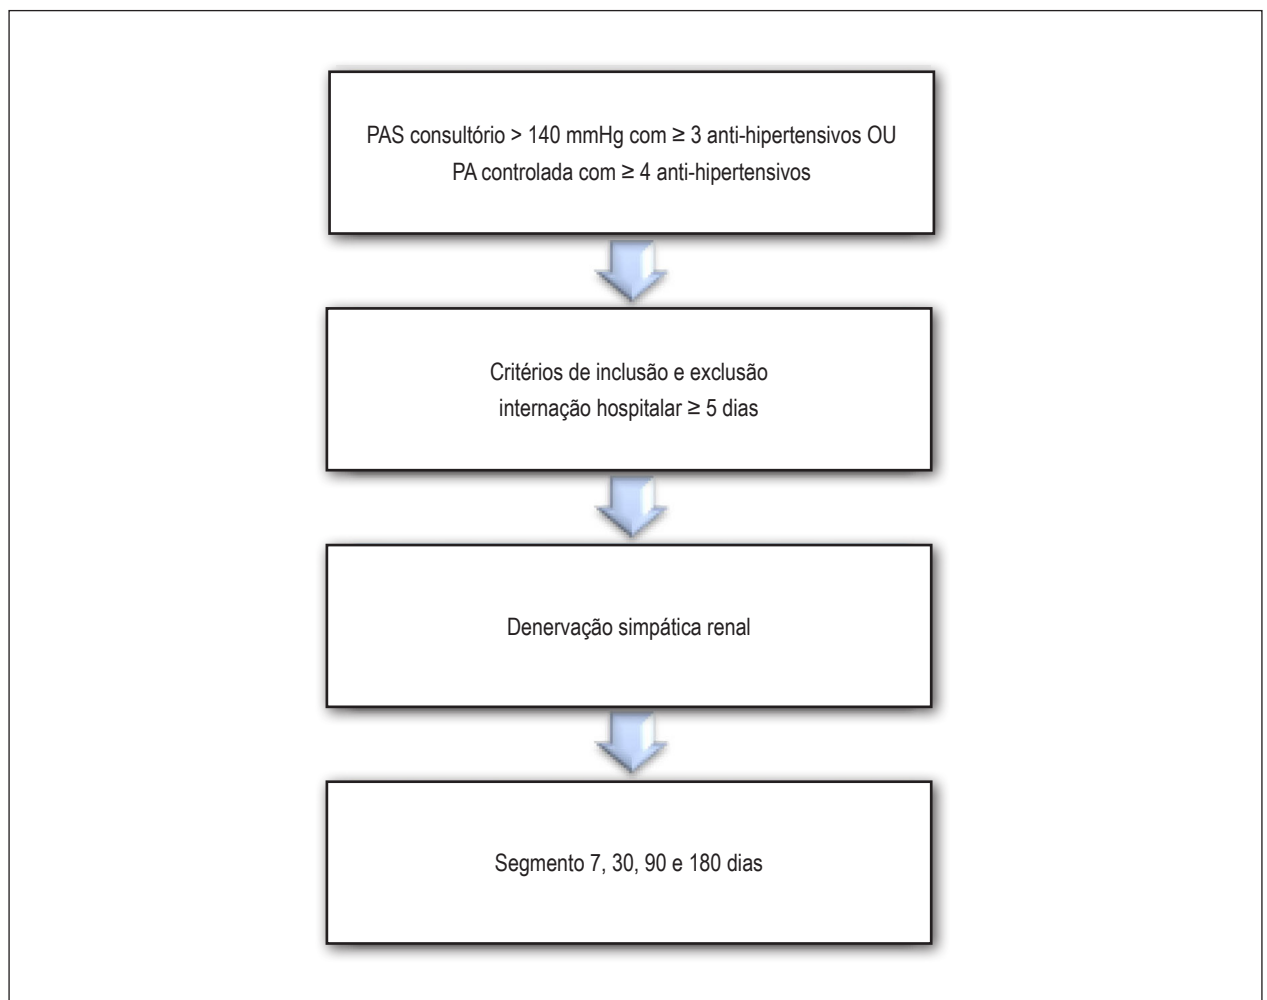 PAS consultório > 140 mmHg com ≥ 3 anti-hipertensivos OU
PA controlada com ≥ 4 anti-hipertensivos
Critérios de inclusão e exclusão
internação hospitalar ≥ 5 dias
Denervação simpática renal
Segmento 7, 30, 90 e 180 dias